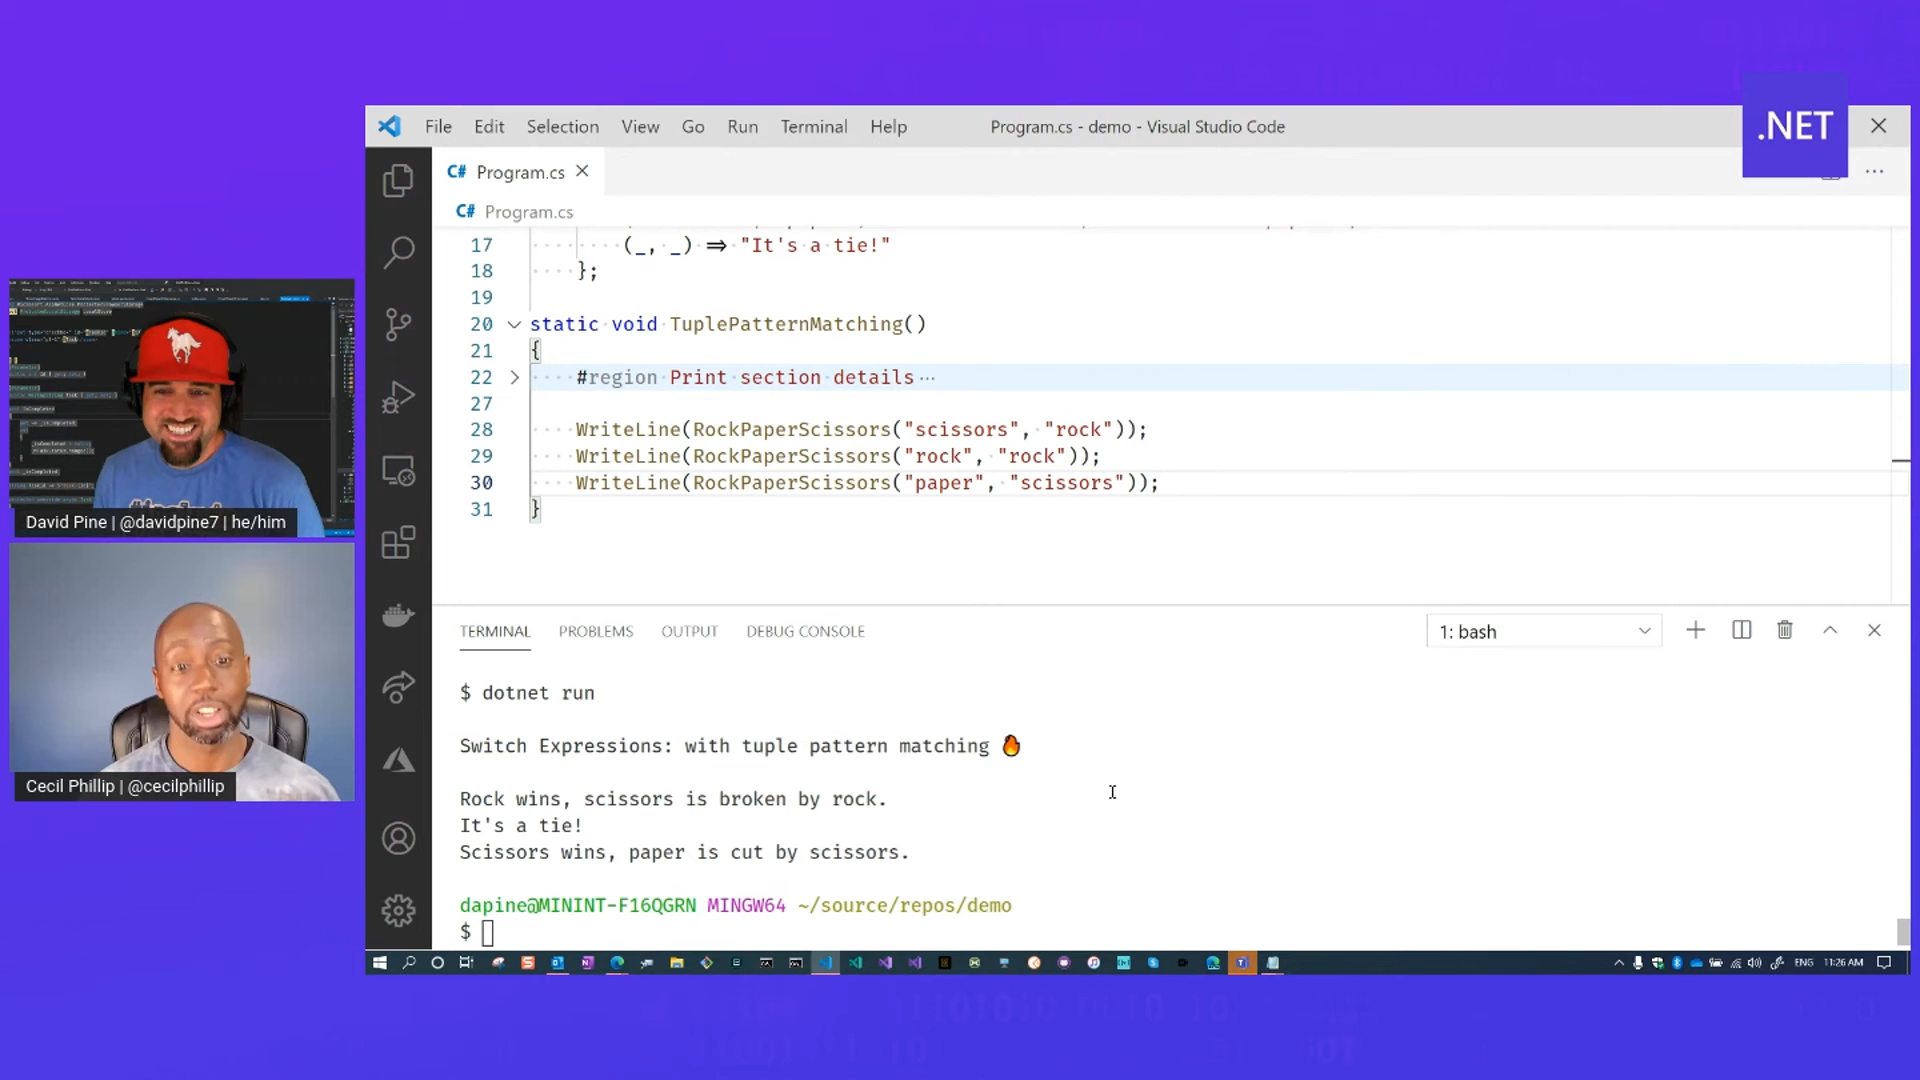 .NET
File Edit Selection View Go Run Terminal Help
Program.cs - demo - Visual Studio Code
C# Program.cs
C# Program.cs
17 (_, _) => "It's a tie!"
18 };
19
20 static void TuplePatternMatching()
21 {
22 #region Print section details ...
27
28 WriteLine(RockPaperScissors("scissors", "rock"));
29 WriteLine(RockPaperScissors("rock", "rock"));
30 WriteLine(RockPaperScissors("paper", "scissors"));
31 }
David Pine | @davidpine7 | he/him
Cecil Phillip | @cecilphillip
TERMINAL PROBLEMS OUTPUT DEBUG CONSOLE
1: bash
$ dotnet run
Switch Expressions: with tuple pattern matching 🔥
Rock wins, scissors is broken by rock.
It's a tie!
Scissors wins, paper is cut by scissors.
dapine@MININT-F16QGRN MINGW64 ~/source/repos/demo
$
ENG 11:26 AM